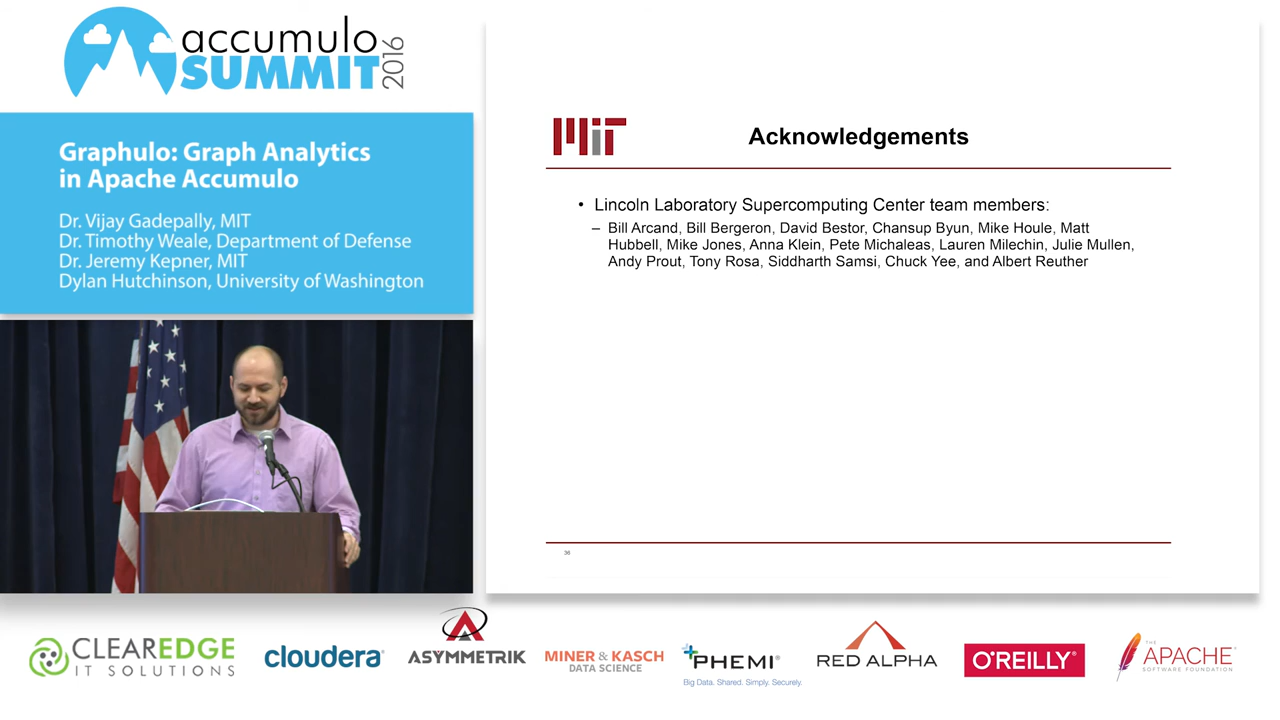 accumulo
SUMMIT
2016
Graphulo: Graph Analytics
in Apache Accumulo
Dr. Vijay Gadepally, MIT
Dr. Timothy Weale, Department of Defense
Dr. Jeremy Kepner, MIT
Dylan Hutchinson, University of Washington
MIT
Acknowledgements
• Lincoln Laboratory Supercomputing Center team members:
– Bill Arcand, Bill Bergeron, David Bestor, Chansup Byun, Mike Houle, Matt
Hubbell, Mike Jones, Anna Klein, Pete Michaleas, Lauren Milechin, Julie Mullen,
Andy Prout, Tony Rosa, Siddharth Samsi, Chuck Yee, and Albert Reuther
36
CLEAREDGE
IT SOLUTIONS
cloudera®
ASYMMETRIK
MINER & KASCH
DATA SCIENCE
PHEMI®
Big Data. Shared. Simply. Securely.
RED ALPHA
O'REILLY®
THE
APACHE®
SOFTWARE FOUNDATION